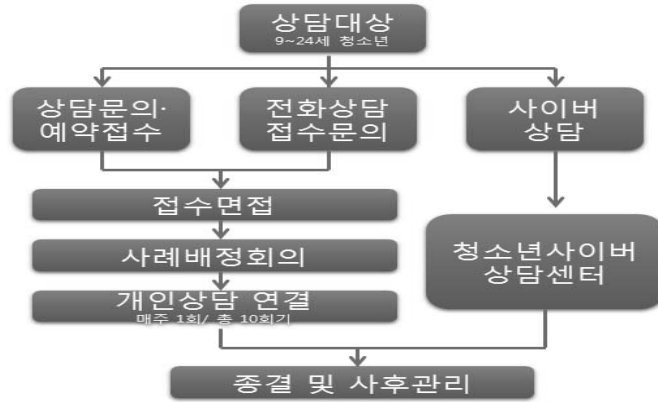 상담대상
9~24세 청소년
상담문의·
예약접수
전화상담
접수문의
사이버
상담
접수면접
사례배정회의
개인상담 연결
매주 1회/ 총 10회기
청소년사이버
상담센터
종결 및 사후관리